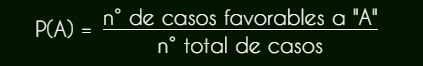 P(A) = n° de casos favorables a "A"
n° total de casos